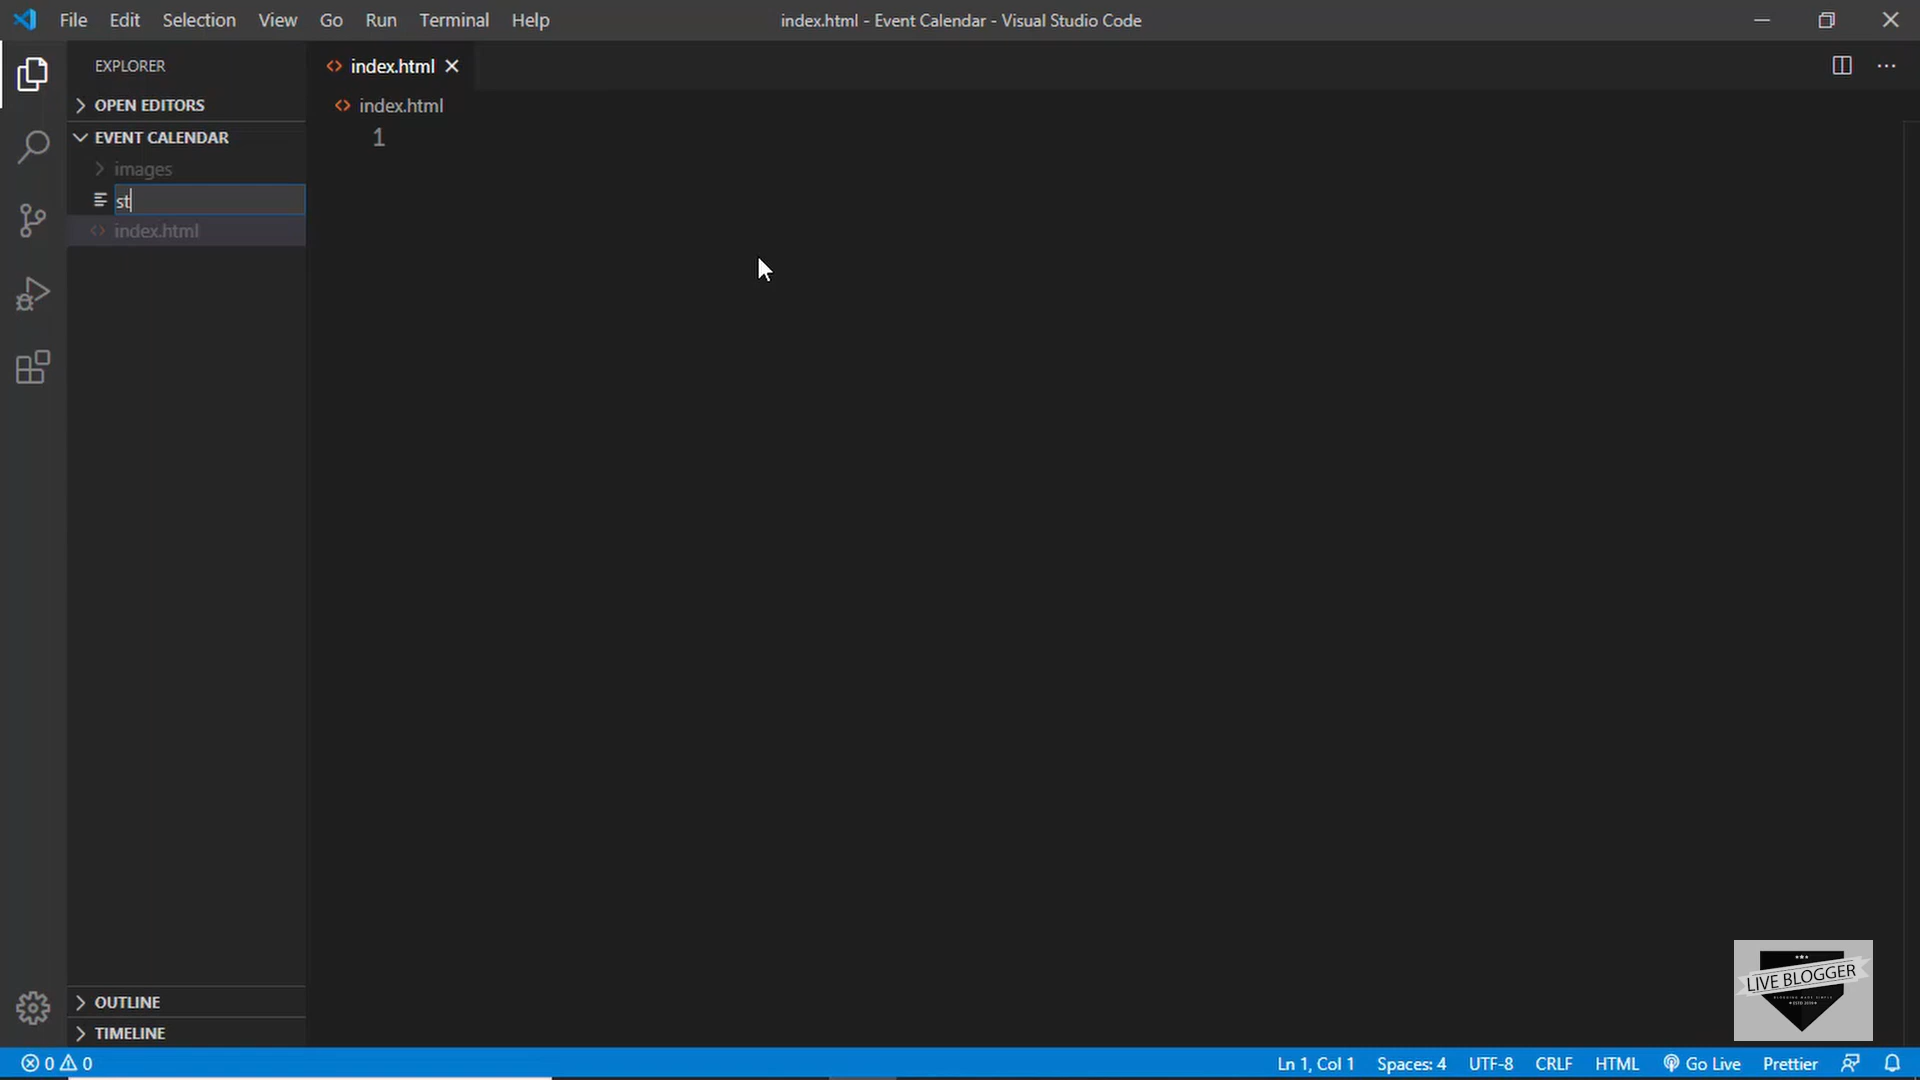 File Edit Selection View Go Run Terminal Help
index.html - Event Calendar - Visual Studio Code
EXPLORER
index.html
OPEN EDITORS
index.html
EVENT CALENDAR
1
images
st
index.html
LIVE BLOGGER
OUTLINE
TIMELINE
0 0
Ln 1, Col 1 Spaces: 4 UTF-8 CRLF HTML Go Live Prettier